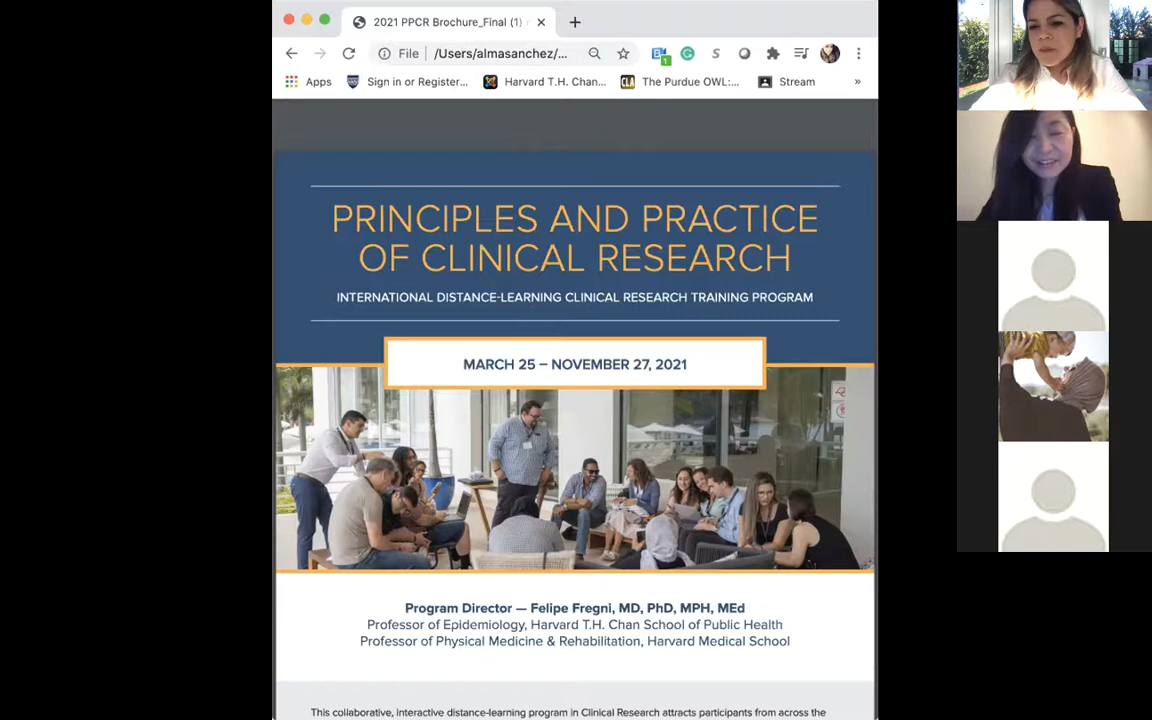 2021 PPCR Brochure_Final (1)
File
/Users/almasanchez/...
1
Apps
Sign in or Register...
Harvard T.H. Chan...
CLA
The Purdue OWL:...
Stream
PRINCIPLES AND PRACTICE
OF CLINICAL RESEARCH
INTERNATIONAL DISTANCE-LEARNING CLINICAL RESEARCH TRAINING PROGRAM
MARCH 25 – NOVEMBER 27, 2021
Program Director — Felipe Fregni, MD, PhD, MPH, MEd
Professor of Epidemiology, Harvard T.H. Chan School of Public Health
Professor of Physical Medicine & Rehabilitation, Harvard Medical School
This collaborative, interactive distance-learning program in Clinical Research attracts participants from across the